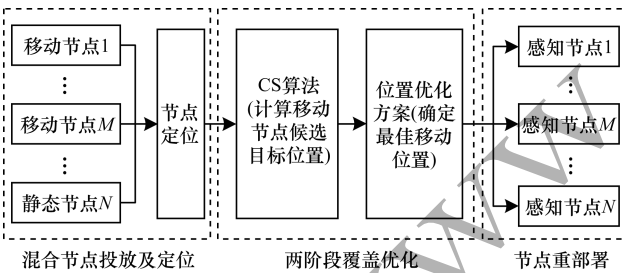 移动节点1
⋮
移动节点M
⋮
静态节点N
节点
定位
CS算法
(计算移动
节点候选
目标位置)
位置优化
方案(确定
最佳移动
位置)
感知节点1
⋮
感知节点M
⋮
感知节点N
混合节点投放及定位
两阶段覆盖优化
节点重部署
WWW